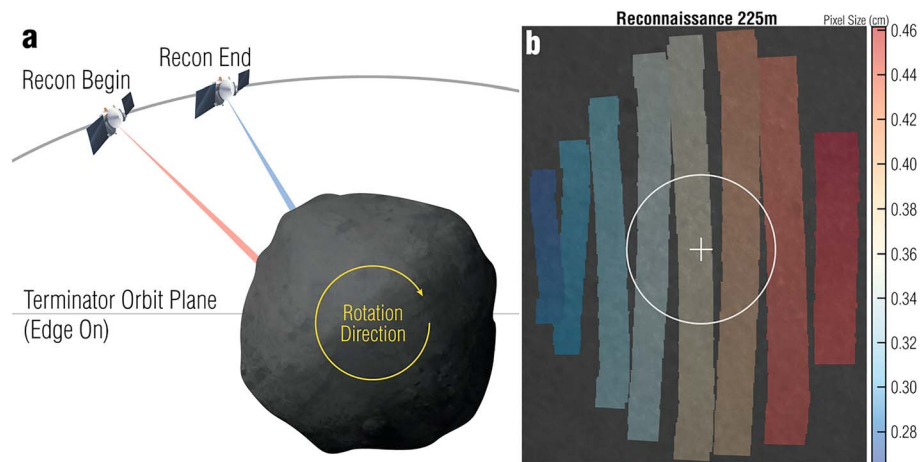 a
Recon Begin
Recon End
Terminator Orbit Plane
(Edge On)
Rotation
Direction
Reconnaissance 225m
Pixel Size (cm)
b
0.46
0.44
0.42
0.40
0.38
0.36
0.34
0.32
0.30
0.28